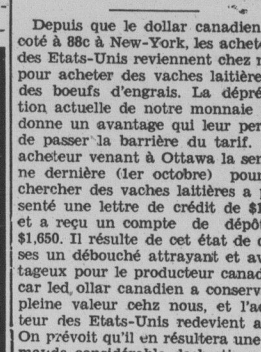 Depuis que le dollar canadien
coté à 88c à New-York, les achet
des Etats-Unis reviennent chez n
pour acheter des vaches laitière
des boeufs d'engrais. La dépré
tion actuelle de notre monnaie
donne un avantage qui leur per
de passer la barrière du tarif.
acheteur venant à Ottawa la se
ne dernière (1er octobre) pour
chercher des vaches laitières a
senté une lettre de crédit de $1
et a reçu un compte de dépô
$1,650. Il résulte de cet état de c
ses un débouché attrayant et av
tageux pour le producteur canad
car led, ollar canadien a conserv
pleine valeur cehz nous, et l'a
teur des Etats-Unis redevient a
On prévoit qu'il en résultera une